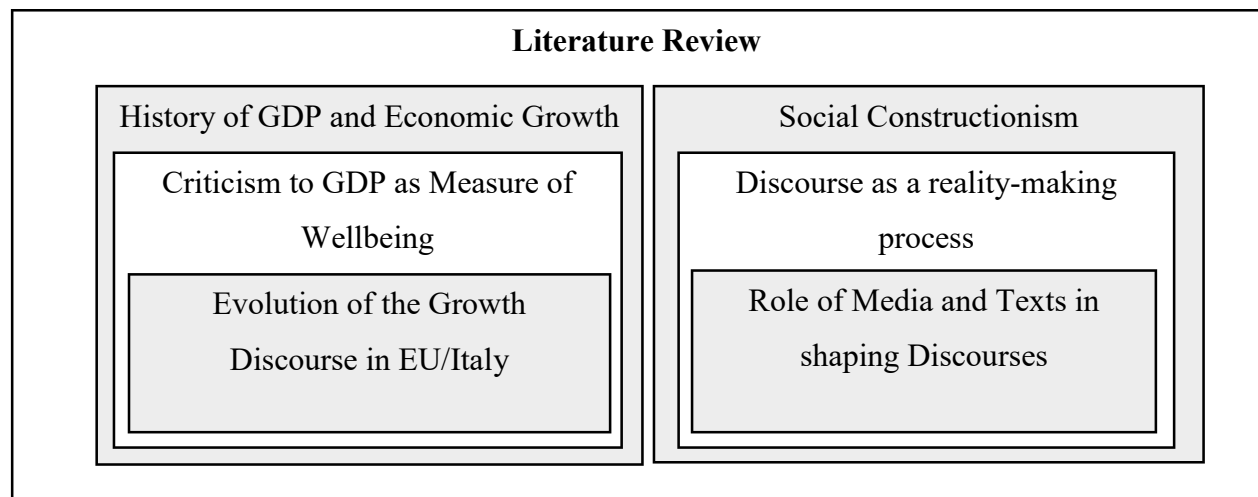 Literature Review
History of GDP and Economic Growth
Criticism to GDP as Measure of
Wellbeing
Evolution of the Growth
Discourse in EU/Italy
Social Constructionism
Discourse as a reality-making
process
Role of Media and Texts in
shaping Discourses